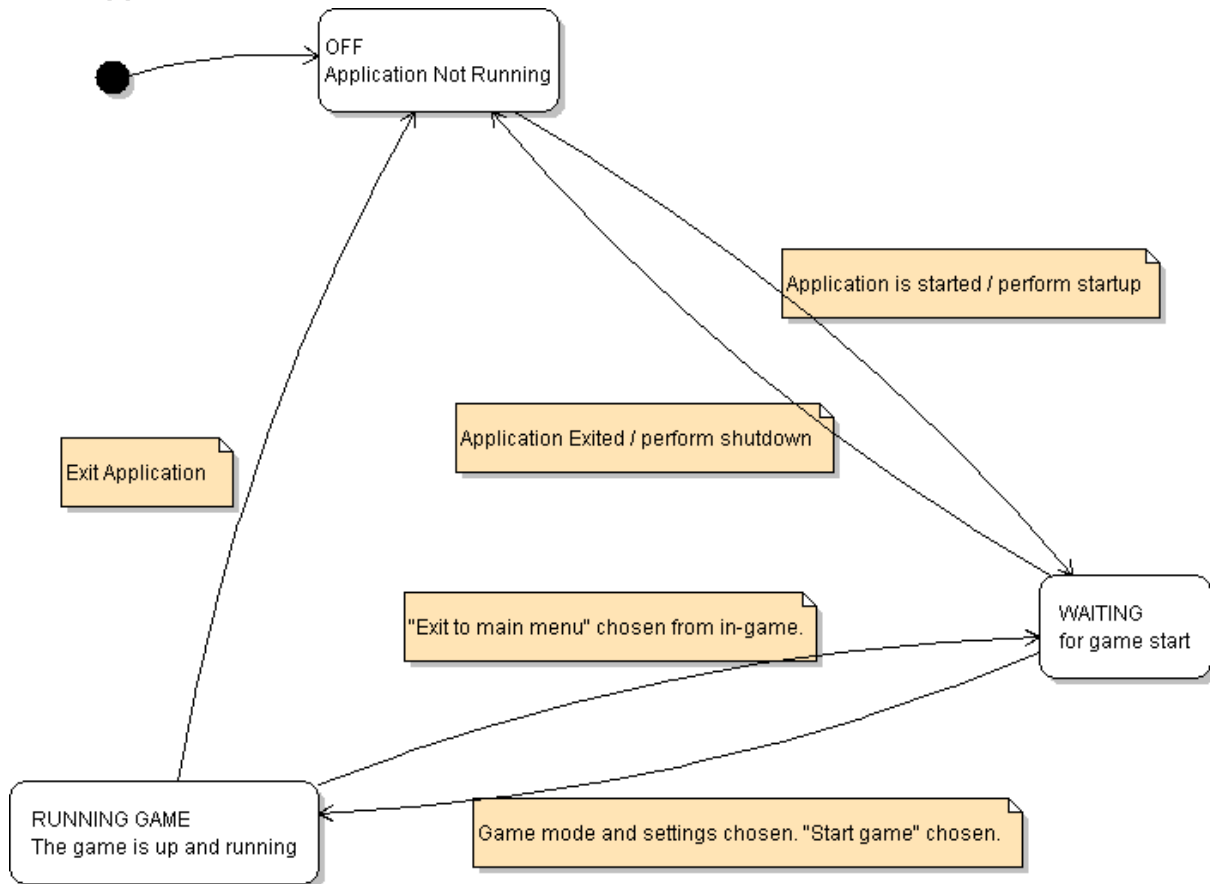 OFF
Application Not Running
Application is started / perform startup
Application Exited / perform shutdown
Exit Application
"Exit to main menu" chosen from in-game.
WAITING
for game start
RUNNING GAME
The game is up and running
Game mode and settings chosen. "Start game" chosen.